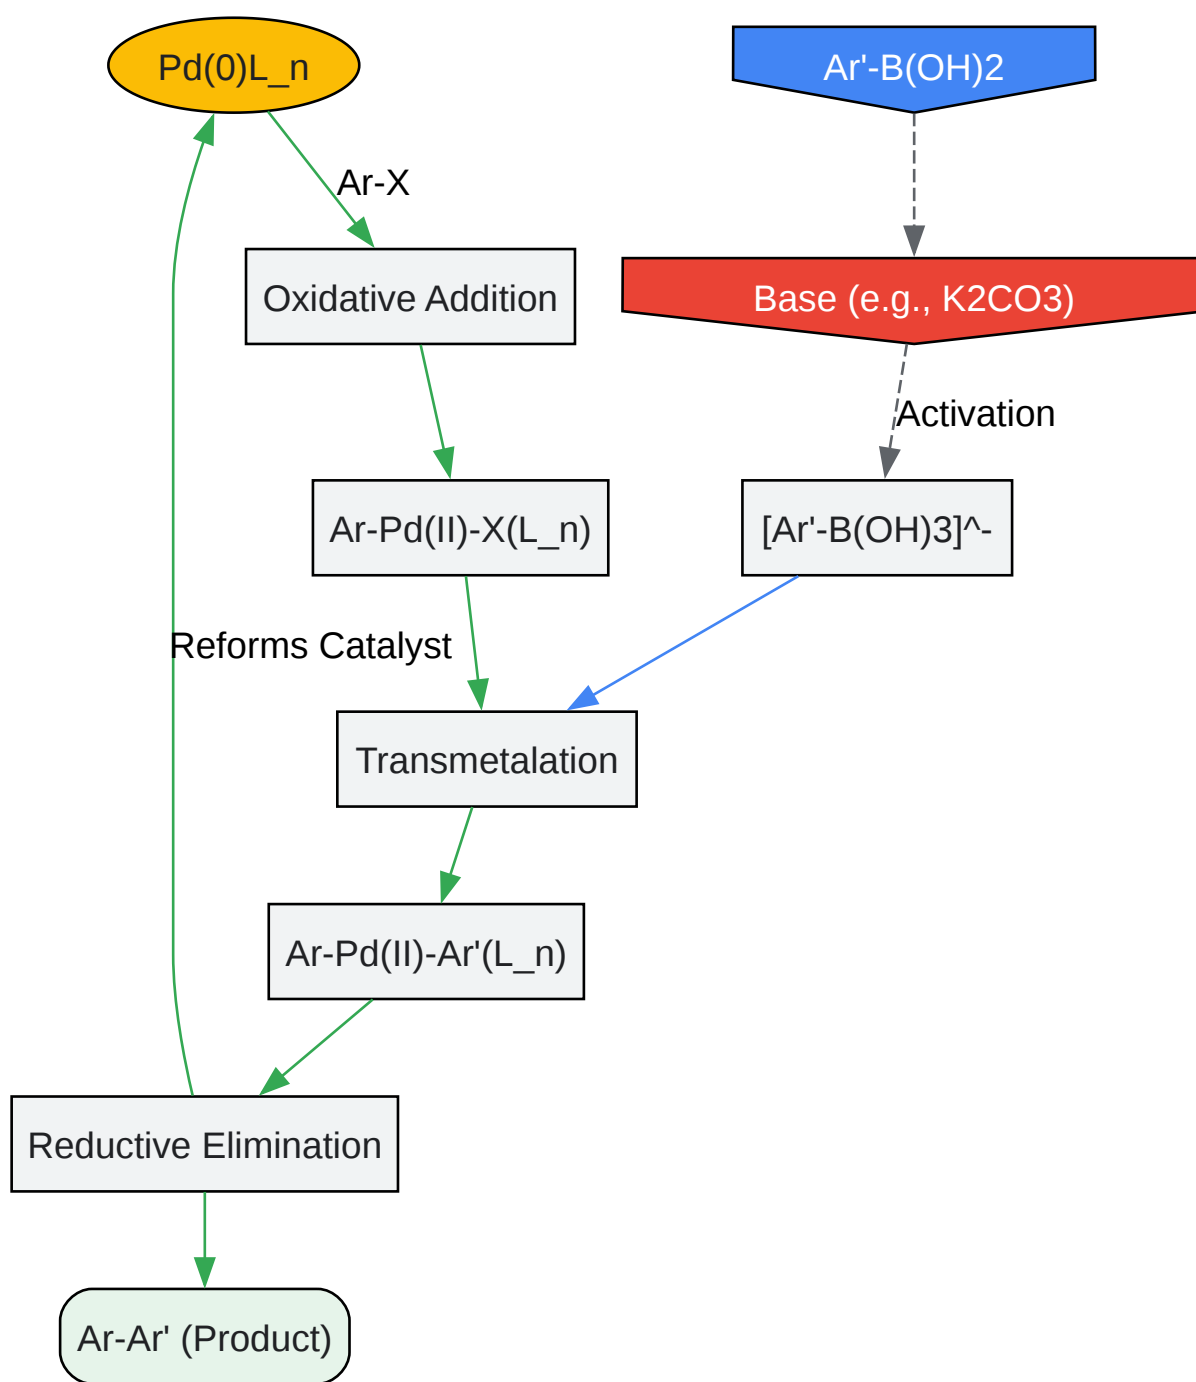 Pd(0)L_n
Ar'-B(OH)2
Ar-X
Oxidative Addition
Base (e.g., K2CO3)
Activation
Ar-Pd(II)-X(L_n)
[Ar'-B(OH)3]^-
Reforms Catalyst
Transmetalation
Ar-Pd(II)-Ar'(L_n)
Reductive Elimination
Ar-Ar' (Product)